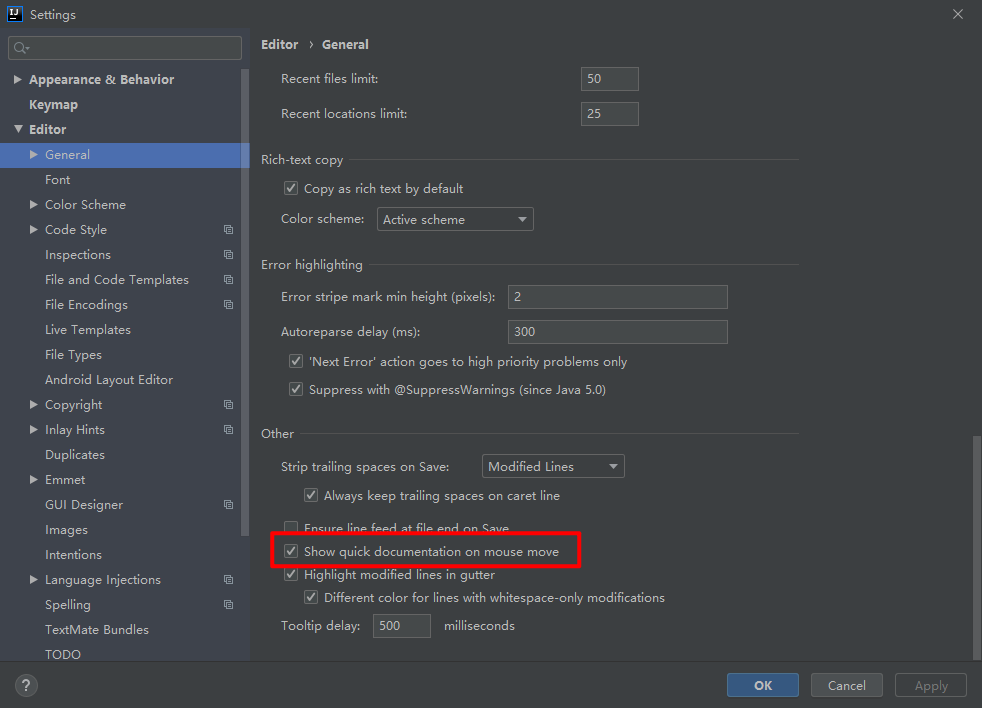 IJ Settings
Appearance & Behavior
Keymap
Editor
General
Font
Color Scheme
Code Style
Inspections
File and Code Templates
File Encodings
Live Templates
File Types
Android Layout Editor
Copyright
Inlay Hints
Duplicates
Emmet
GUI Designer
Images
Intentions
Language Injections
Spelling
TextMate Bundles
TODO
Editor › General
Recent files limit: 50
Recent locations limit: 25
Rich-text copy
Copy as rich text by default
Color scheme: Active scheme
Error highlighting
Error stripe mark min height (pixels): 2
Autoreparse delay (ms): 300
'Next Error' action goes to high priority problems only
Suppress with @SuppressWarnings (since Java 5.0)
Other
Strip trailing spaces on Save: Modified Lines
Always keep trailing spaces on caret line
Ensure line feed at file end on Save
Show quick documentation on mouse move
Highlight modified lines in gutter
Different color for lines with whitespace-only modifications
Tooltip delay: 500 milliseconds
? OK Cancel Apply